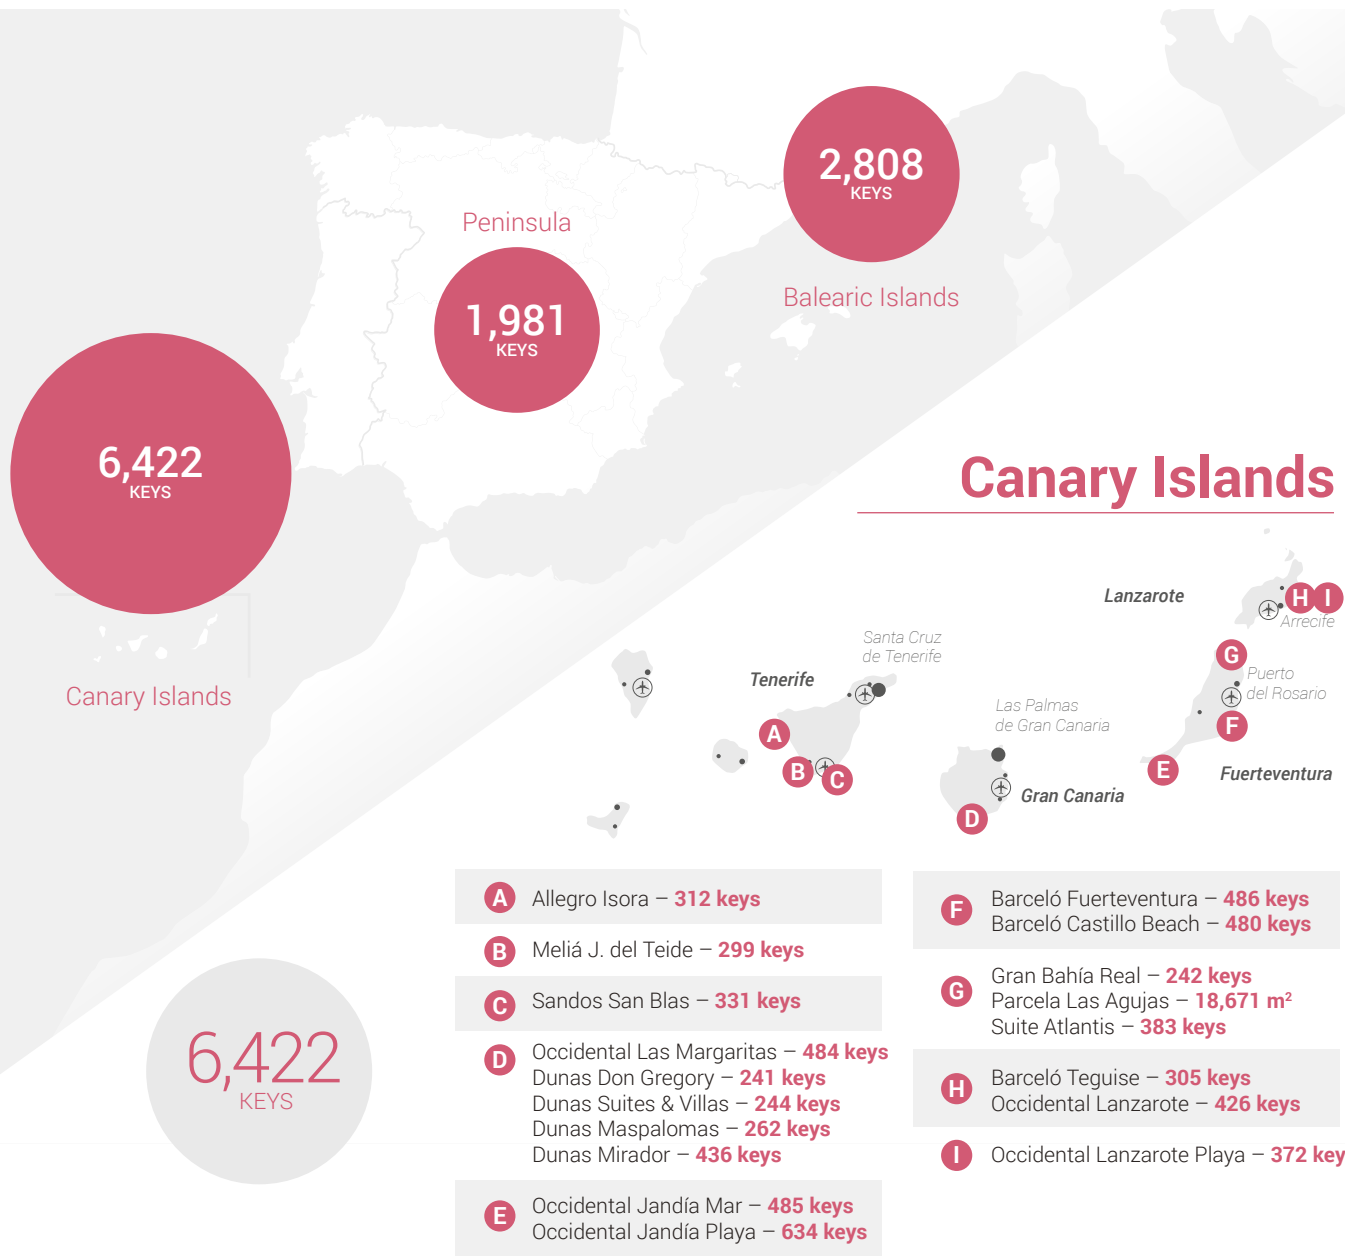 2,808
KEYS
Balearic Islands
Peninsula
1,981
KEYS
6,422
KEYS
Canary Islands
Canary Islands
Lanzarote
H
I
Arrecife
Santa Cruz
de Tenerife
Tenerife
G
Puerto
del Rosario
Las Palmas
de Gran Canaria
A
F
B
C
E
Fuerteventura
Gran Canaria
D
6,422
KEYS
A Allegro Isora – 312 keys
B Meliá J. del Teide – 299 keys
C Sandos San Blas – 331 keys
D Occidental Las Margaritas – 484 keys
Dunas Don Gregory – 241 keys
Dunas Suites & Villas – 244 keys
Dunas Maspalomas – 262 keys
Dunas Mirador – 436 keys
E Occidental Jandía Mar – 485 keys
Occidental Jandía Playa – 634 keys
F Barceló Fuerteventura – 486 keys
Barceló Castillo Beach – 480 keys
G Gran Bahía Real – 242 keys
Parcela Las Agujas – 18,671 m²
Suite Atlantis – 383 keys
H Barceló Teguise – 305 keys
Occidental Lanzarote – 426 keys
I Occidental Lanzarote Playa – 372 key